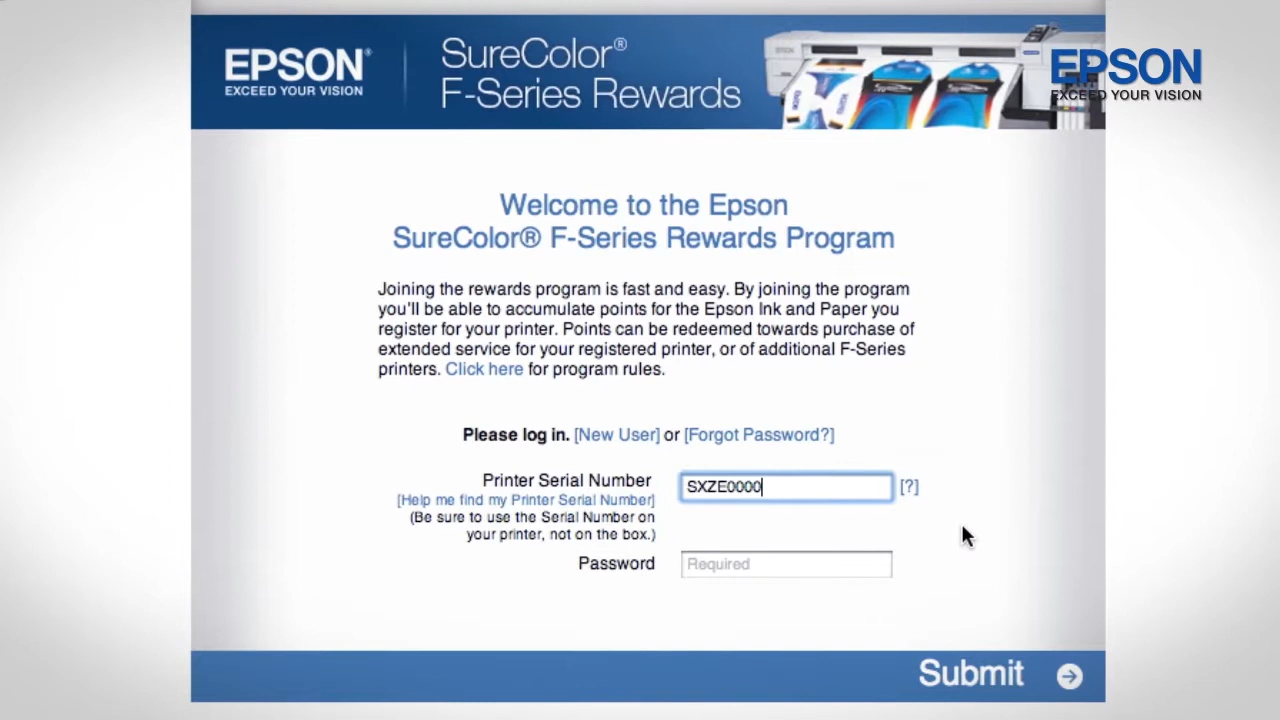 EPSON®
EXCEED YOUR VISION
SureColor®
F-Series Rewards
EPSON
EXCEED YOUR VISION
Welcome to the Epson
SureColor® F-Series Rewards Program
Joining the rewards program is fast and easy. By joining the program
you'll be able to accumulate points for the Epson Ink and Paper you
register for your printer. Points can be redeemed towards purchase of
extended service for your registered printer, or of additional F-Series
printers. Click here for program rules.
Please log in. [New User] or [Forgot Password?]
Printer Serial Number SXZE0000 [?]
[Help me find my Printer Serial Number]
(Be sure to use the Serial Number on
your printer, not on the box.)
Password Required
Submit